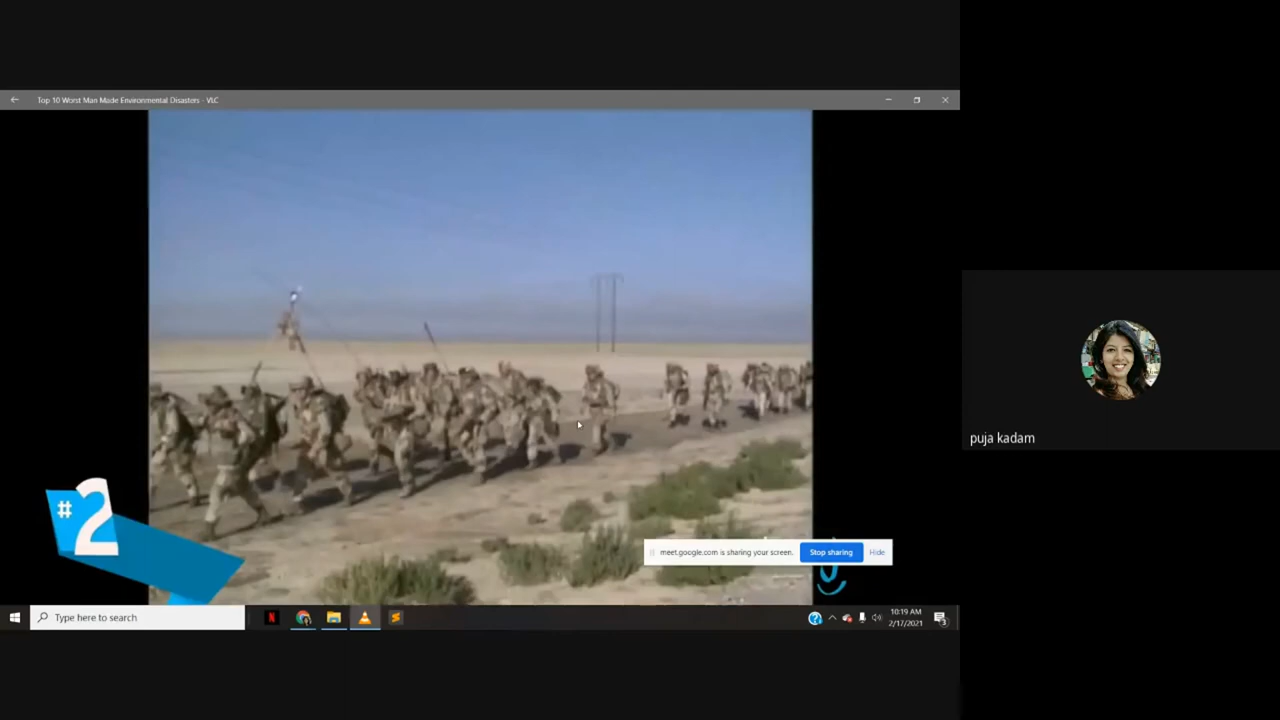 Top 10 Worst Man Made Environmental Disasters - VLC
#2
puja kadam
meet.google.com is sharing your screen.
Stop sharing
Hide
Type here to search
10:19 AM
2/17/2021
3